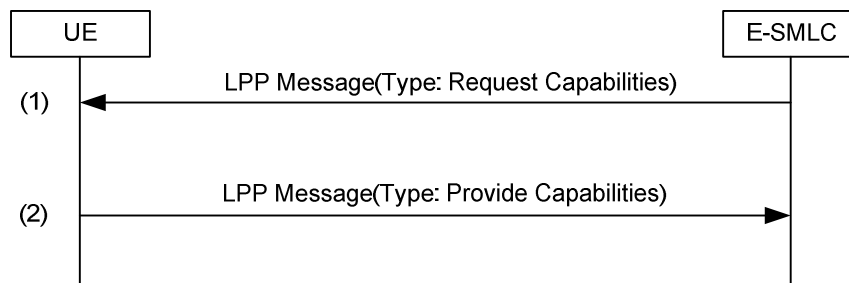 UE
E-SMLC
LPP Message(Type: Request Capabilities)
(1)
LPP Message(Type: Provide Capabilities)
(2)